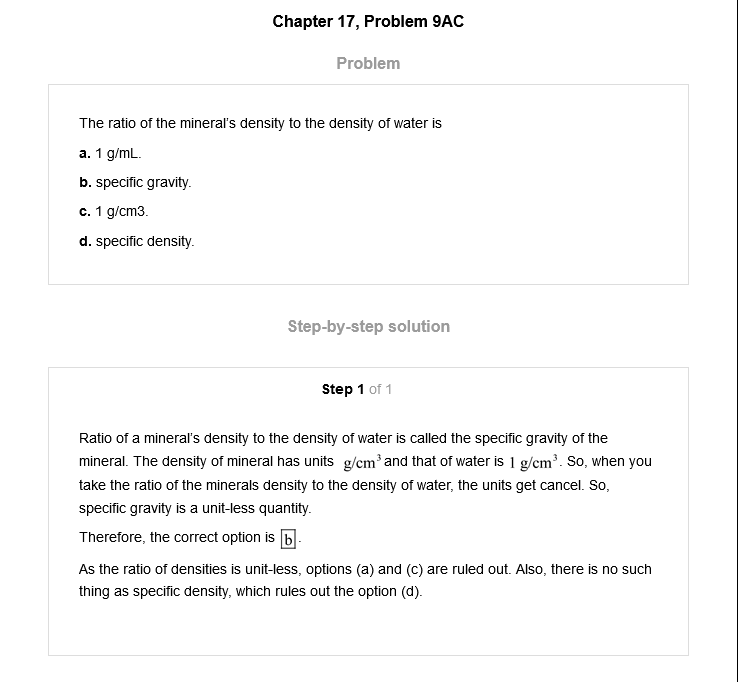 Chapter 17, Problem 9AC
Problem
The ratio of the mineral's density to the density of water is
a. 1 g/mL.
b. specific gravity.
c. 1 g/cm3.
d. specific density.
Step-by-step solution
Step 1 of 1
Ratio of a mineral's density to the density of water is called the specific gravity of the
mineral. The density of mineral has units g/cm³ and that of water is 1 g/cm³. So, when you
take the ratio of the minerals density to the density of water, the units get cancel. So,
specific gravity is a unit-less quantity.
Therefore, the correct option is b.
As the ratio of densities is unit-less, options (a) and (c) are ruled out. Also, there is no such
thing as specific density, which rules out the option (d).